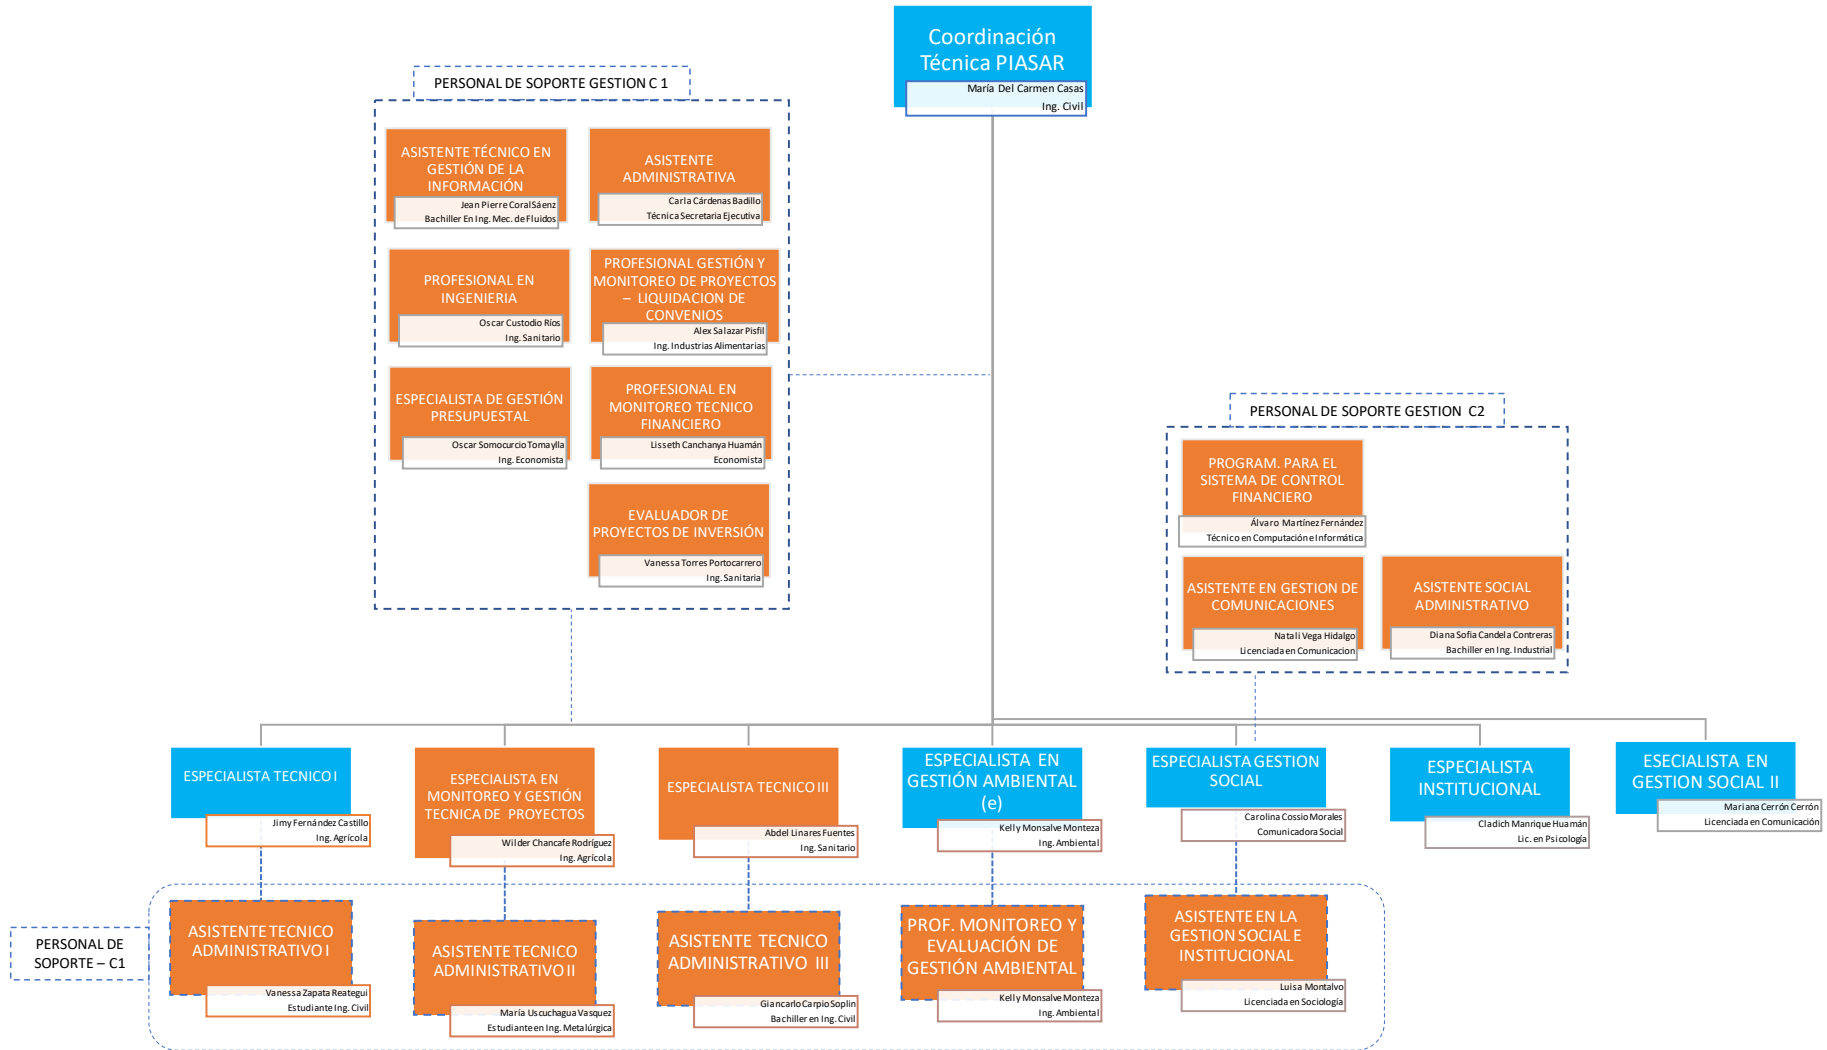 Coordinación
Técnica PIASAR
María Del Carmen Casas
Ing. Civil
PERSONAL DE SOPORTE GESTION C 1
ASISTENTE TÉCNICO EN
GESTIÓN DE LA
INFORMACIÓN
Jean Pierre Coral Sáenz
Bachiller En Ing. Mec. de Fluidos
ASISTENTE
ADMINISTRATIVA
Carla Cárdenas Badillo
Técnica Secretaria Ejecutiva
PROFESIONAL EN
INGENIERIA
Oscar Custodio Ríos
Ing. Sanitario
PROFESIONAL GESTIÓN Y
MONITOREO DE PROYECTOS
– LIQUIDACION DE
CONVENIOS
Alex Salazar Pisfil
Ing. Industrias Alimentarias
ESPECIALISTA DE GESTIÓN
PRESUPUESTAL
Oscar Somocurcio Tomaylla
Ing. Economista
PROFESIONAL EN
MONITOREO TECNICO
FINANCIERO
Lisseth Canchanya Huamán
Economista
EVALUADOR DE
PROYECTOS DE INVERSIÓN
Vanessa Torres Portocarrero
Ing. Sanitaria
PERSONAL DE SOPORTE GESTION C2
PROGRAM. PARA EL
SISTEMA DE CONTROL
FINANCIERO
Álvaro Martínez Fernández
Técnico en Computación e Informática
ASISTENTE EN GESTION DE
COMUNICACIONES
Natali Vega Hidalgo
Licenciada en Comunicacion
ASISTENTE SOCIAL
ADMINISTRATIVO
Diana Sofia Candela Contreras
Bachiller en Ing. Industrial
ESPECIALISTA TECNICO I
Jimy Fernández Castillo
Ing. Agrícola
ESPECIALISTA EN
MONITOREO Y GESTIÓN
TECNICA DE PROYECTOS
Wilder Chancafe Rodríguez
Ing. Agrícola
ESPECIALISTA TECNICO III
Abdel Linares Fuentes
Ing. Sanitario
ESPECIALISTA EN
GESTIÓN AMBIENTAL
(e)
Kelly Monsalve Monteza
Ing. Ambiental
ESPECIALISTA GESTION
SOCIAL
Carolina Cossio Morales
Comunicadora Social
ESPECIALISTA
INSTITUCIONAL
Cladich Manrique Huamán
Lic. en Psicología
ESECIALISTA EN
GESTION SOCIAL II
Mariana Cerrón Cerrón
Licenciada en Comunicación
PERSONAL DE
SOPORTE – C1
ASISTENTE TECNICO
ADMINISTRATIVO I
Vanessa Zapata Reategui
Estudiante Ing. Civil
ASISTENTE TECNICO
ADMINISTRATIVO II
María Uscuchagua Vasquez
Estudiante en Ing. Metalúrgica
ASISTENTE TECNICO
ADMINISTRATIVO III
Giancarlo Carpio Soplin
Bachiller en Ing. Civil
PROF. MONITOREO Y
EVALUACIÓN DE
GESTIÓN AMBIENTAL
Kelly Monsalve Monteza
Ing. Ambiental
ASISTENTE EN LA
GESTION SOCIAL E
INSTITUCIONAL
Luisa Montalvo
Licenciada en Sociología